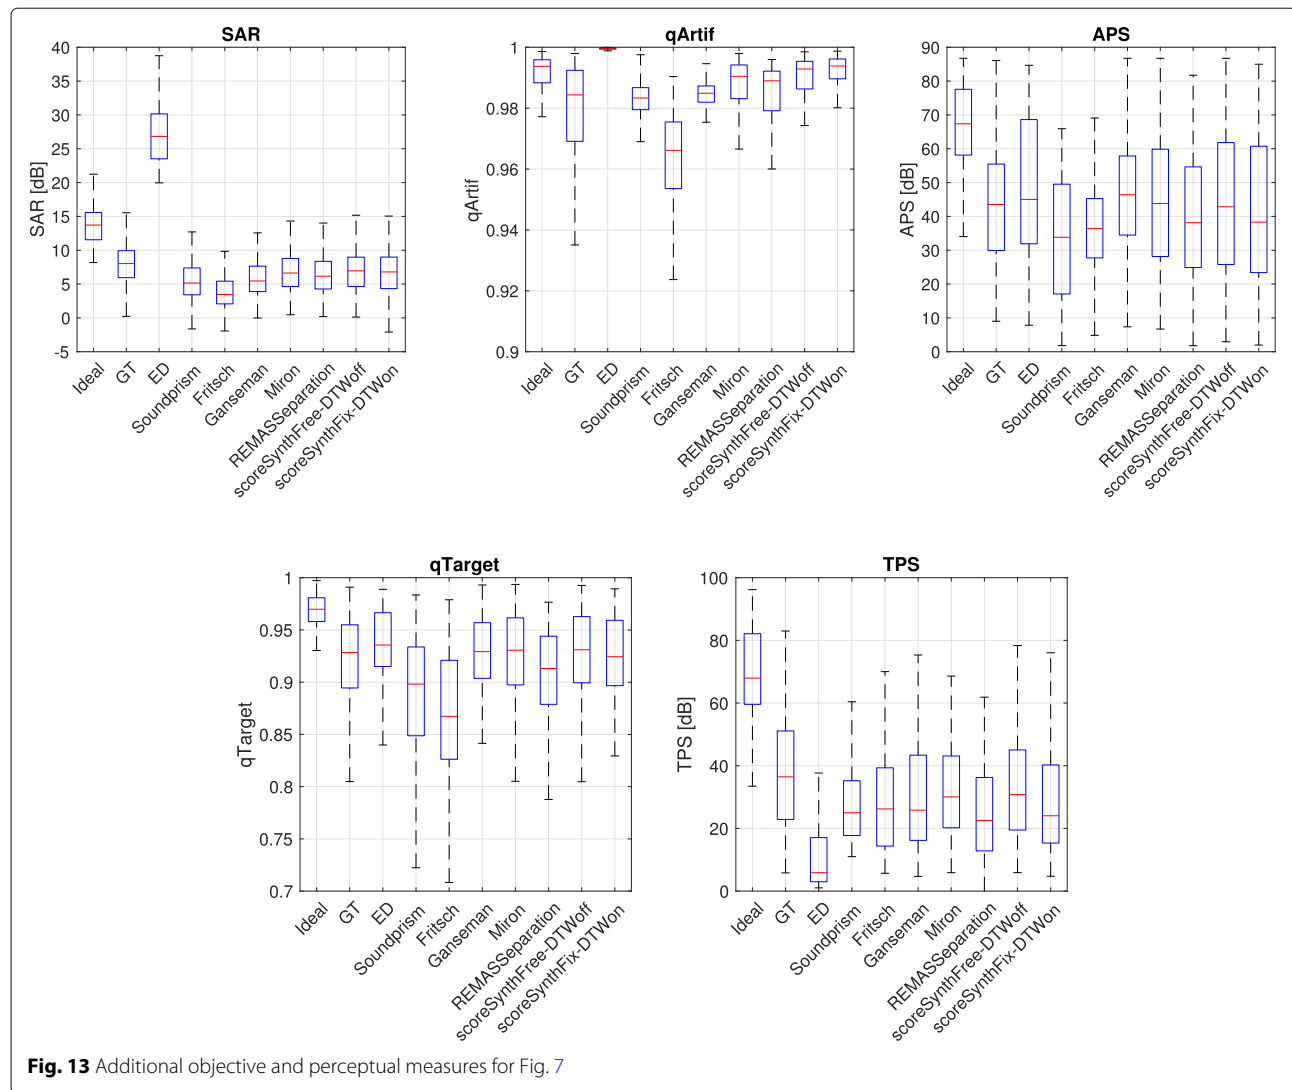 SAR
40
35
30
25
20
15
10
5
0
-5
SAR [dB]
Ideal
GT
ED
Soundprism
Fritsch
Ganseman
Miron
REMASSeparation
scoreSynthFree-DTWoff
scoreSynthFix-DTWon
qArtif
1
0.98
0.96
0.94
0.92
0.9
qArtif
Ideal
GT
ED
Soundprism
Fritsch
Ganseman
Miron
REMASSeparation
scoreSynthFree-DTWoff
scoreSynthFix-DTWon
APS
90
80
70
60
50
40
30
20
10
0
APS [dB]
Ideal
GT
ED
Soundprism
Fritsch
Ganseman
Miron
REMASSeparation
scoreSynthFree-DTWoff
scoreSynthFix-DTWon
qTarget
1
0.95
0.9
0.85
0.8
0.75
0.7
qTarget
Ideal
GT
ED
Soundprism
Fritsch
Ganseman
Miron
REMASSeparation
scoreSynthFree-DTWoff
scoreSynthFix-DTWon
TPS
100
80
60
40
20
0
TPS [dB]
Ideal
GT
ED
Soundprism
Fritsch
Ganseman
Miron
REMASSeparation
scoreSynthFree-DTWoff
scoreSynthFix-DTWon
Fig. 13 Additional objective and perceptual measures for Fig. 7